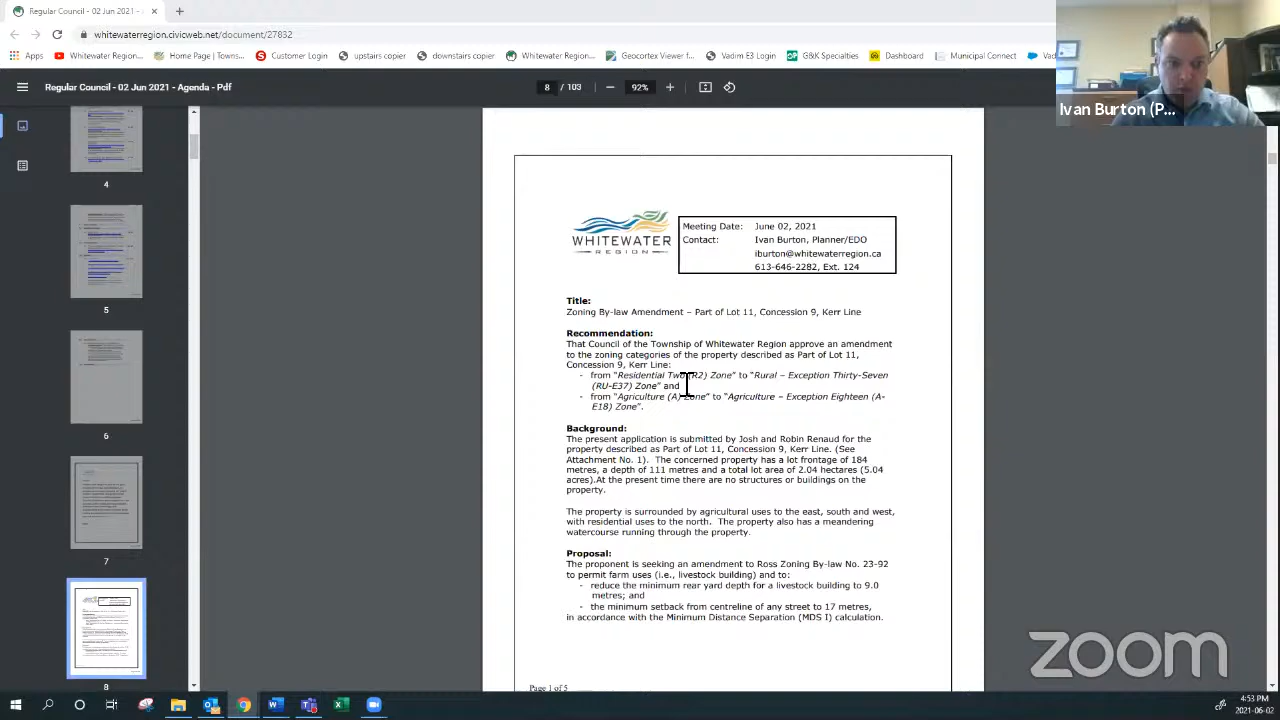 Regular Council - 02 Jun 2021 -
whitewaterregion.civicweb.net/document/27832
Apps Whitewater Region... Home Page | Towns... Customer Login upstairs copier downstairs copier Whitewater Region... Geocortex Viewer f... Vadim E3 Login G&K Specialties Dashboard Municipal Connect Vad
Regular Council - 02 Jun 2021 - Agenda - Pdf
8 / 103
92%
Ivan Burton (P...
4
5
6
7
8
WHITEWATER
REGION
Meeting Date: June 02, 2021
Contact: Ivan Burton, Planner/EDO
iburton@whitewaterregion.ca
613-646-2282, Ext. 124
Title:
Zoning By-law Amendment – Part of Lot 11, Concession 9, Kerr Line
Recommendation:
That Council of the Township of Whitewater Region approve an amendment
to the zoning categories of the property described as Part of Lot 11,
Concession 9, Kerr Line:
- from "Residential Two (R2) Zone" to "Rural – Exception Thirty-Seven
(RU-E37) Zone" and
- from "Agriculture (A) Zone" to "Agriculture – Exception Eighteen (A-
E18) Zone".
Background:
The present application is submitted by Josh and Robin Renaud for the
property described as Part of Lot 11, Concession 9, Kerr Line. (See
Attachment No. 1). The concerned property has a lot frontage of 184
metres, a depth of 111 metres and a total lot area of 2.04 hectares (5.04
acres).At the present time there are no structures or buildings on the
property.
The property is surrounded by agricultural uses to the east, south and west,
with residential uses to the north. The property also has a meandering
watercourse running through the property.
Proposal:
The proponent is seeking an amendment to Ross Zoning By-law No. 23-92
to permit farm uses (i.e., livestock building) and to:
- reduce the minimum rear yard depth for a livestock building to 9.0
metres; and
- the minimum setback from centreline of any street to 17 metres,
in accordance with the Minimum Distance Separation (MDS I) calculation.
Page 1 of 5
zoom
4:53 PM
2021-06-02